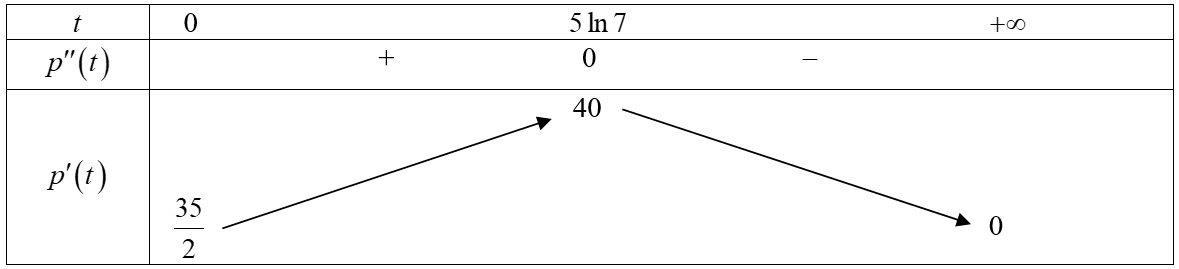 t 0 5 ln 7 +∞
p″(t) + 0 −
40
p′(t)
35/2 0